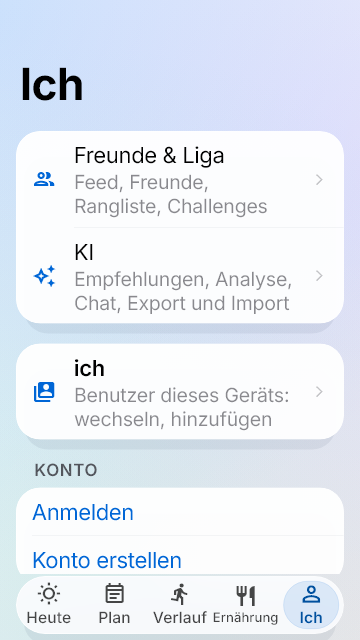 Ich
Freunde & Liga
Feed, Freunde,
Rangliste, Challenges
KI
Empfehlungen, Analyse,
Chat, Export und Import
ich
Benutzer dieses Geräts:
wechseln, hinzufügen
KONTO
Anmelden
Konto erstellen
Heute
Plan
Verlauf
Ernährung
Ich